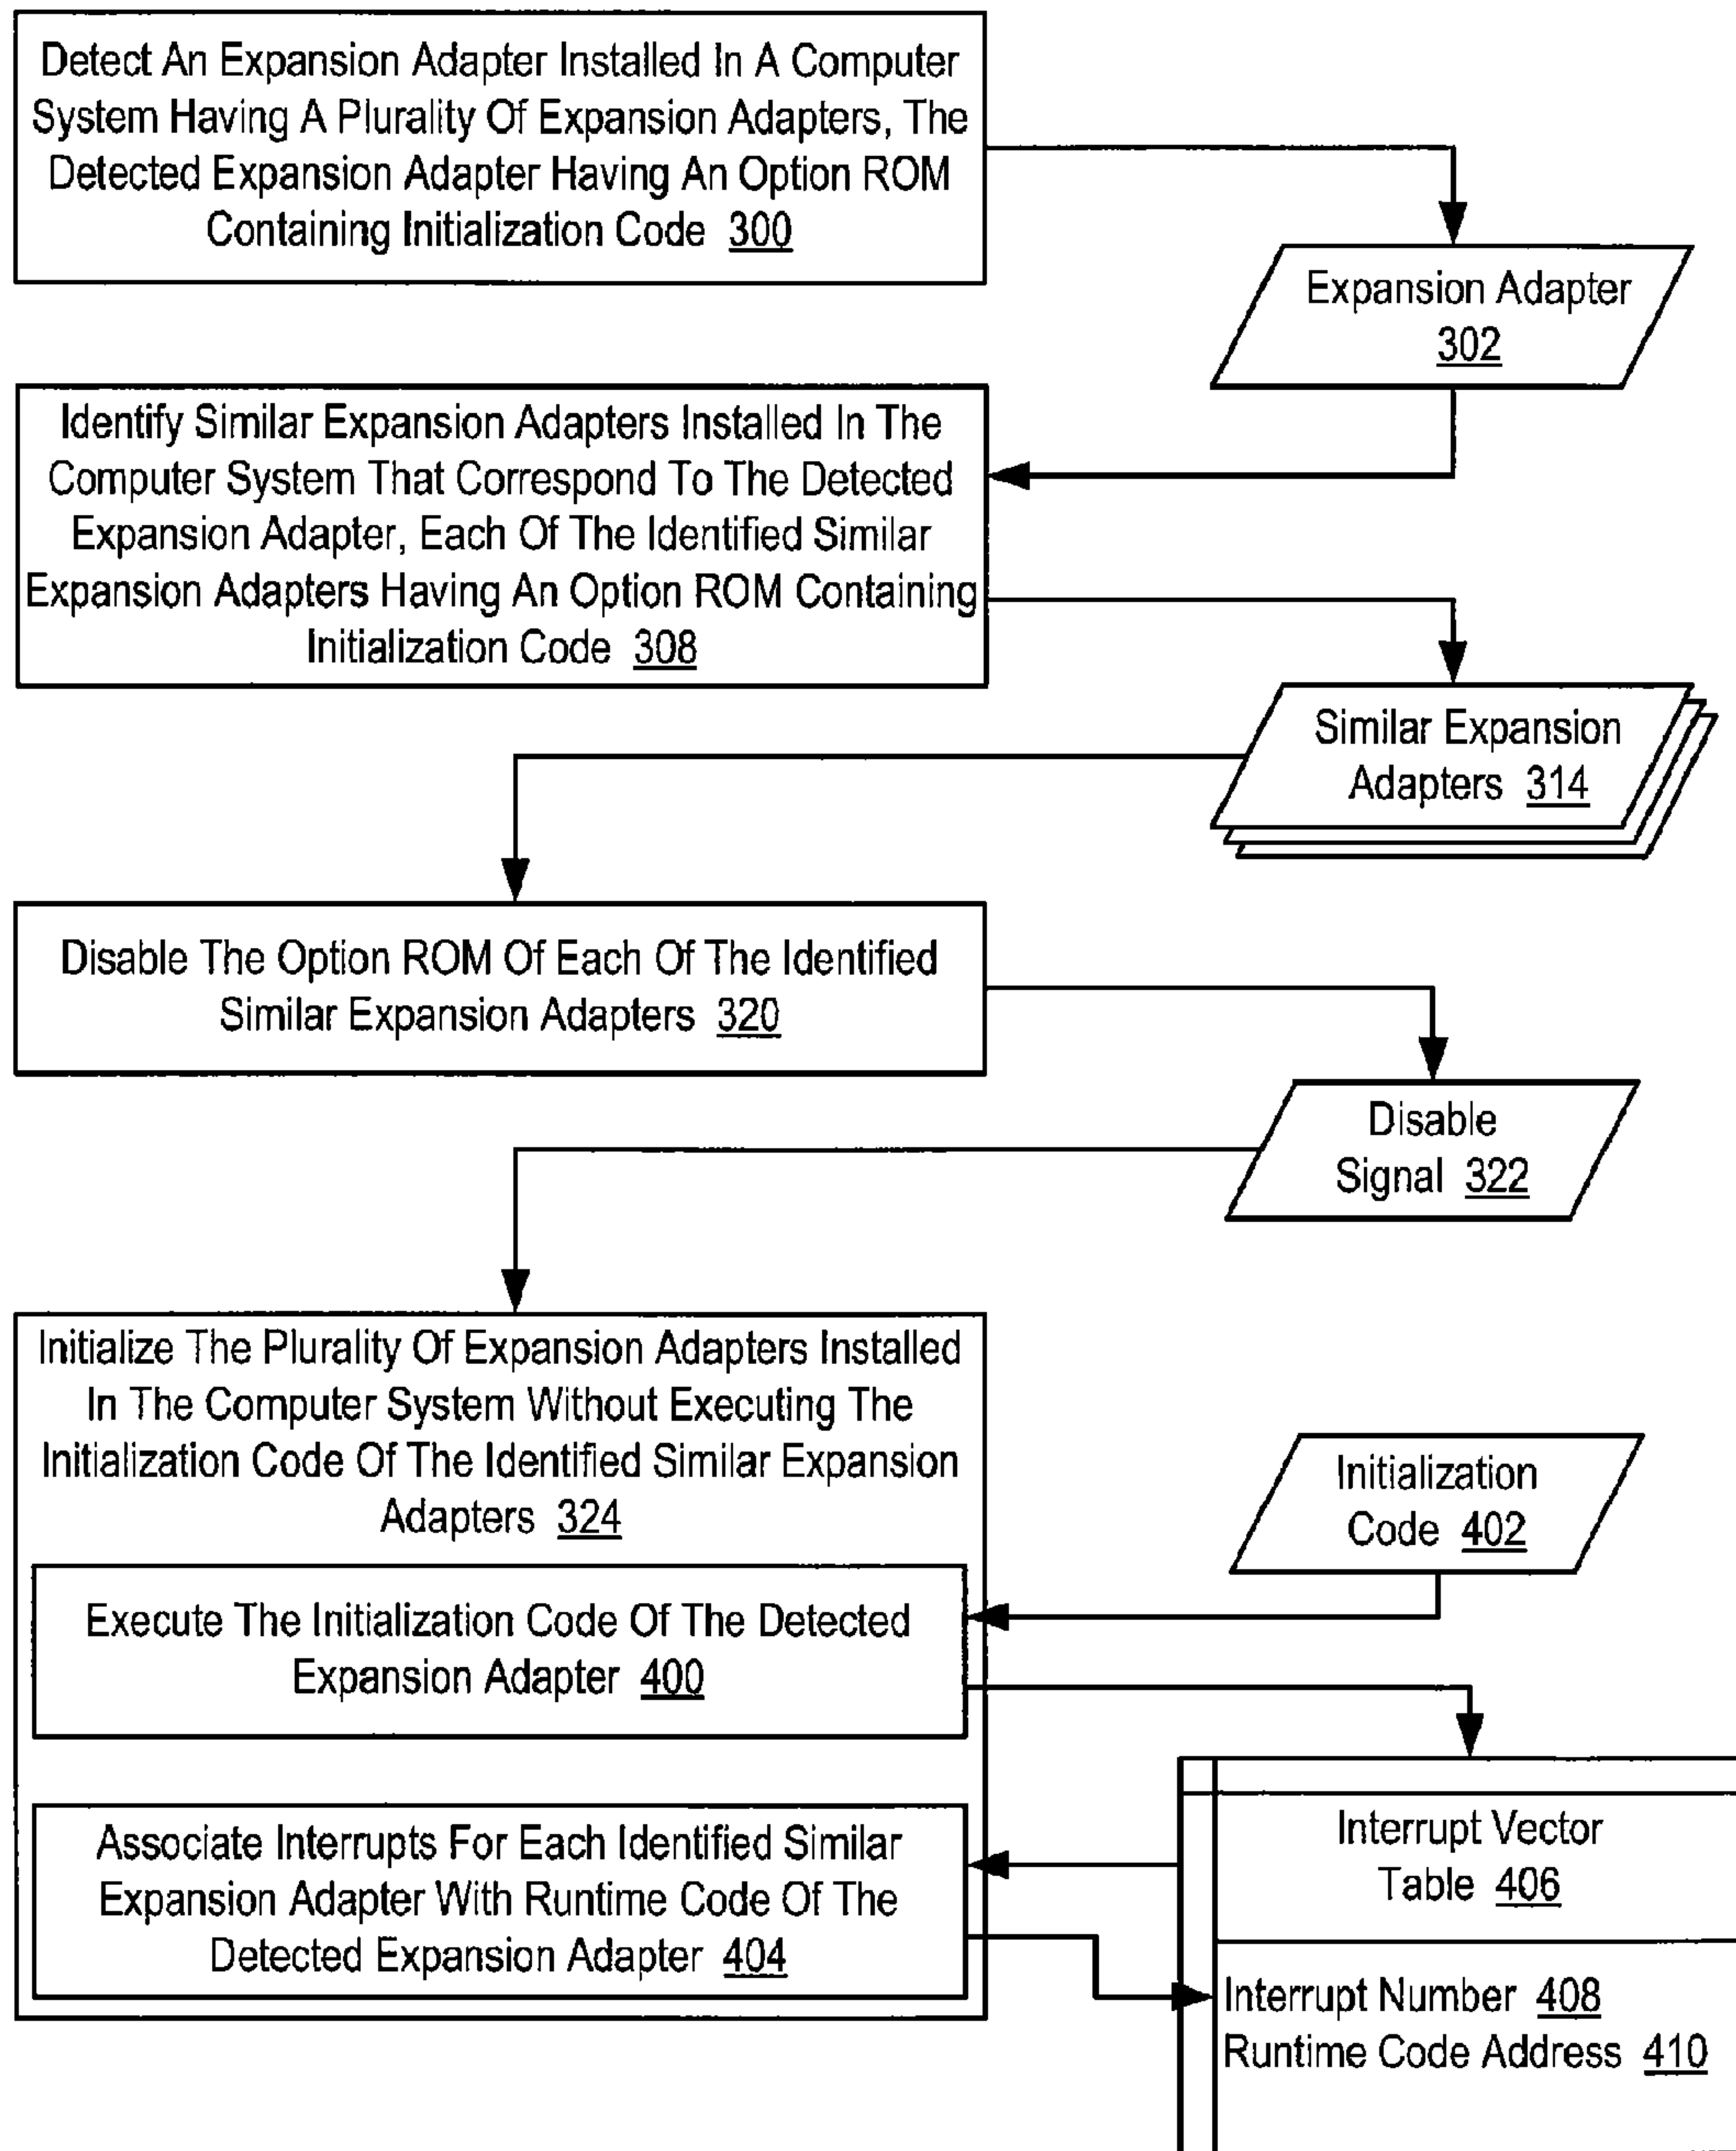 Detect An Expansion Adapter Installed In A Computer
System Having A Plurality Of Expansion Adapters, The
Detected Expansion Adapter Having An Option ROM
Containing Initialization Code 300
Expansion Adapter
302
Identify Similar Expansion Adapters Installed In The
Computer System That Correspond To The Detected
Expansion Adapter, Each Of The Identified Similar
Expansion Adapters Having An Option ROM Containing
Initialization Code 308
Similar Expansion
Adapters 314
Disable The Option ROM Of Each Of The Identified
Similar Expansion Adapters 320
Disable
Signal 322
Initialize The Plurality Of Expansion Adapters Installed
In The Computer System Without Executing The
Initialization Code Of The Identified Similar Expansion
Adapters 324
Initialization
Code 402
Execute The Initialization Code Of The Detected
Expansion Adapter 400
Associate Interrupts For Each Identified Similar
Expansion Adapter With Runtime Code Of The
Detected Expansion Adapter 404
Interrupt Vector
Table 406
Interrupt Number 408
Runtime Code Address 410